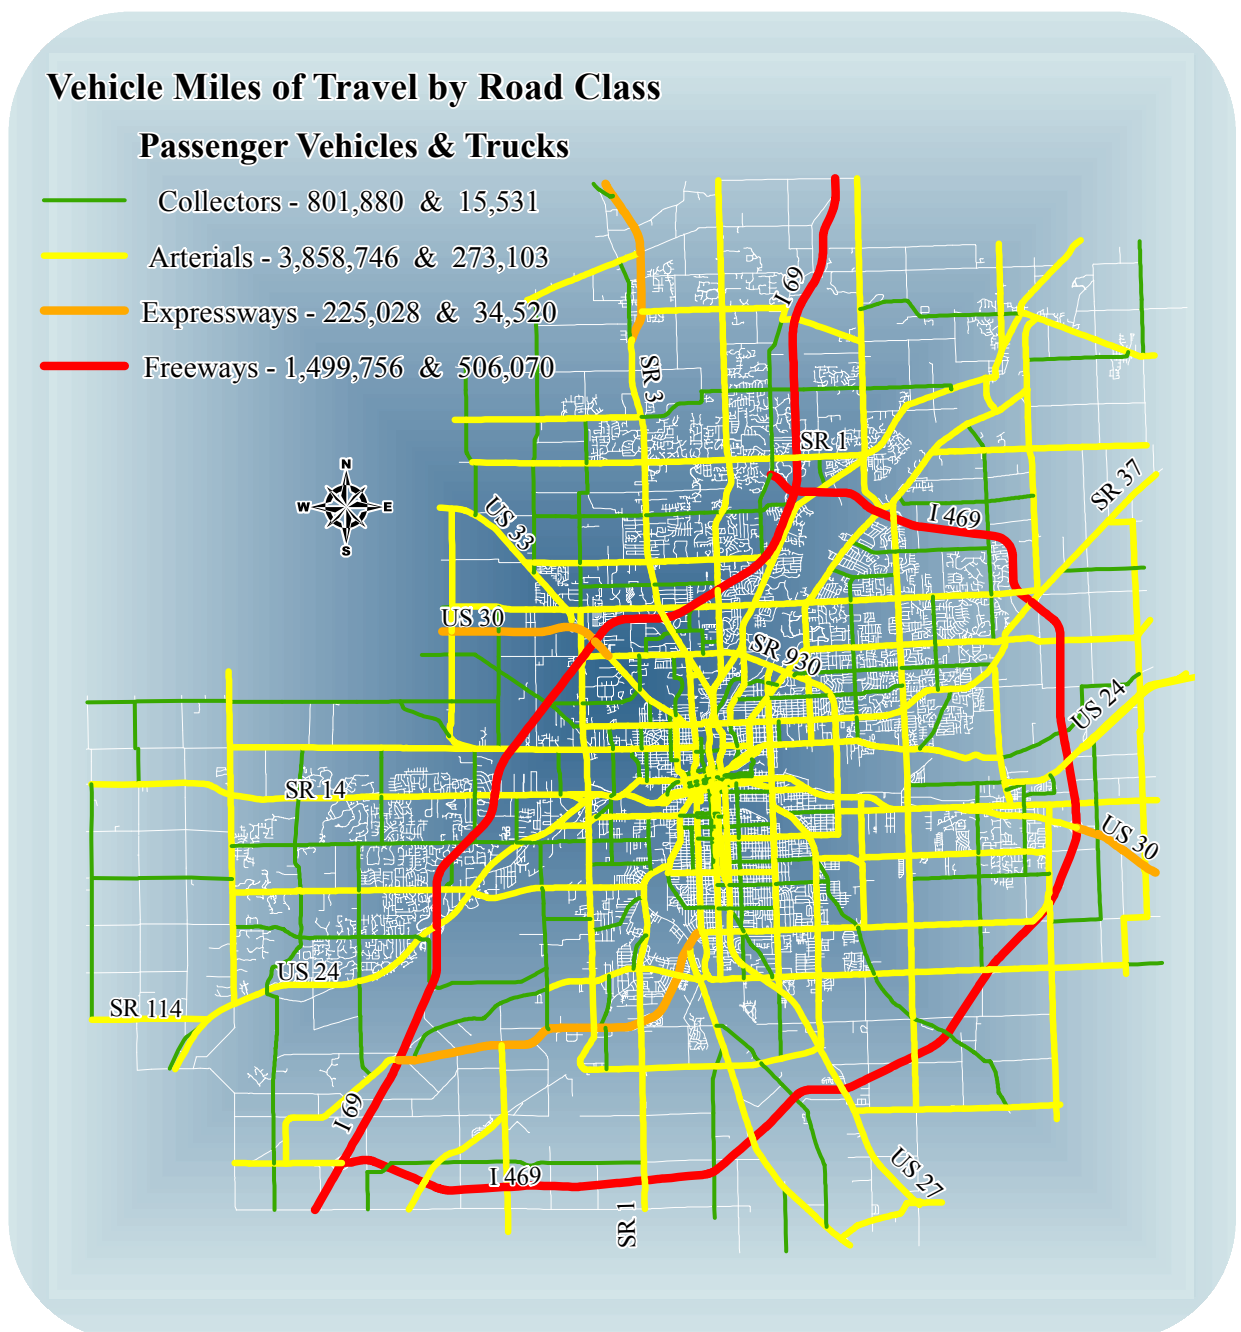 Vehicle Miles of Travel by Road Class
Passenger Vehicles & Trucks
Collectors - 801,880 & 15,531
Arterials - 3,858,746 & 273,103
Expressways - 225,028 & 34,520
Freeways - 1,499,756 & 506,070
I 69
SR 3
SR 1
N
W E
S
SR 37
US 33
I 469
US 30
SR 930
US 24
SR 14
US 30
US 24
SR 114
I 69
I 469
US 27
SR 1